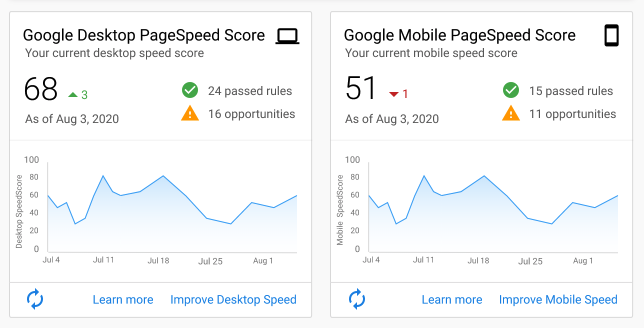 Google Desktop PageSpeed Score
Your current desktop speed score
68 3
As of Aug 3, 2020
24 passed rules
16 opportunities
Desktop SpeedScore
100
80
60
40
20
0
Jul 4 Jul 11 Jul 18 Jul 25 Aug 1
Learn more Improve Desktop Speed
Google Mobile PageSpeed Score
Your current mobile speed score
51 1
As of Aug 3, 2020
15 passed rules
11 opportunities
Mobile SpeedScore
100
80
60
40
20
0
Jul 4 Jul 11 Jul 18 Jul 25 Aug 1
Learn more Improve Mobile Speed